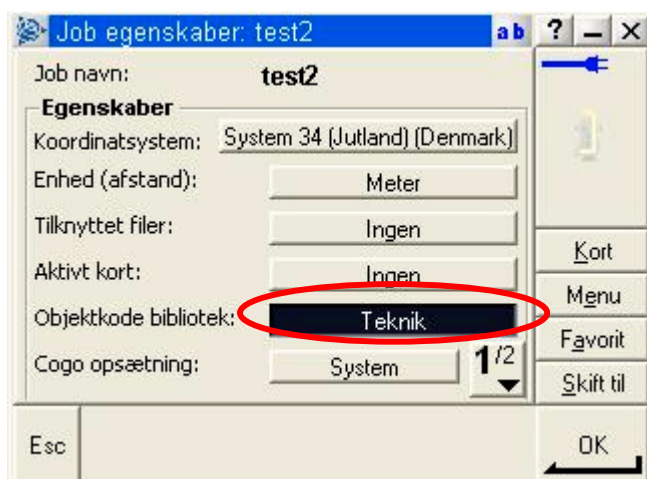 Job egenskaber: test2 ab ? – ×
Job navn: test2
Egenskaber
Koordinatsystem: System 34 (Jutland) (Denmark)
Enhed (afstand): Meter
Tilknyttet filer: Ingen
Aktivt kort: Ingen
Objektkode bibliotek: Teknik
Cogo opsætning: System 1/2
Kort
Menu
Favorit
Skift til
Esc OK